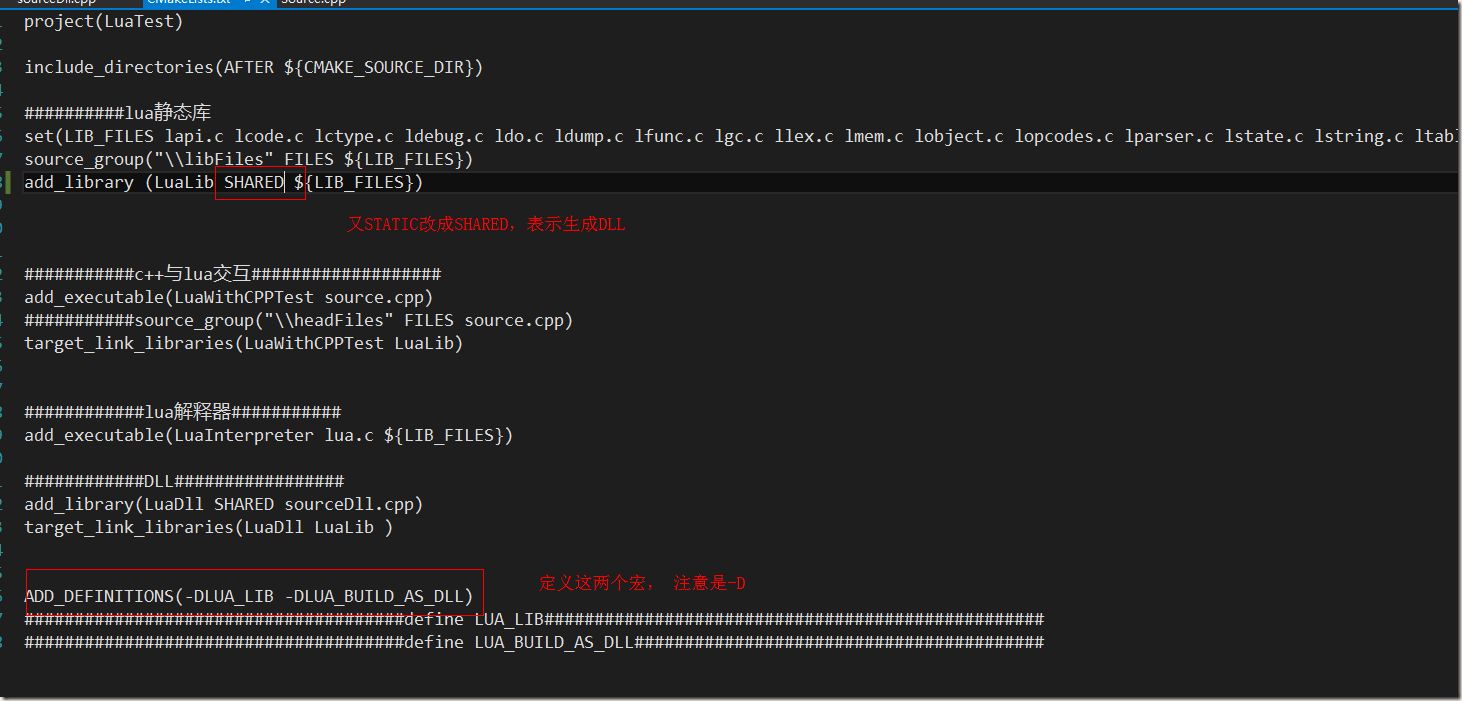 sourceDll.cpp CMakeLists.txt Source.cpp
project(LuaTest)
include_directories(AFTER ${CMAKE_SOURCE_DIR})
##########lua静态库
set(LIB_FILES lapi.c lcode.c lctype.c ldebug.c ldo.c ldump.c lfunc.c lgc.c llex.c lmem.c lobject.c lopcodes.c lparser.c lstate.c lstring.c ltabl
source_group("\\libFiles" FILES ${LIB_FILES})
add_library (LuaLib SHARED ${LIB_FILES})
又STATIC改成SHARED，表示生成DLL
###########c++与lua交互###################
add_executable(LuaWithCPPTest source.cpp)
###########source_group("\\headFiles" FILES source.cpp)
target_link_libraries(LuaWithCPPTest LuaLib)
############lua解释器###########
add_executable(LuaInterpreter lua.c ${LIB_FILES})
############DLL#################
add_library(LuaDll SHARED sourceDll.cpp)
target_link_libraries(LuaDll LuaLib )
定义这两个宏， 注意是-D
ADD_DEFINITIONS(-DLUA_LIB -DLUA_BUILD_AS_DLL)
######################################define LUA_LIB##################################################
######################################define LUA_BUILD_AS_DLL#########################################